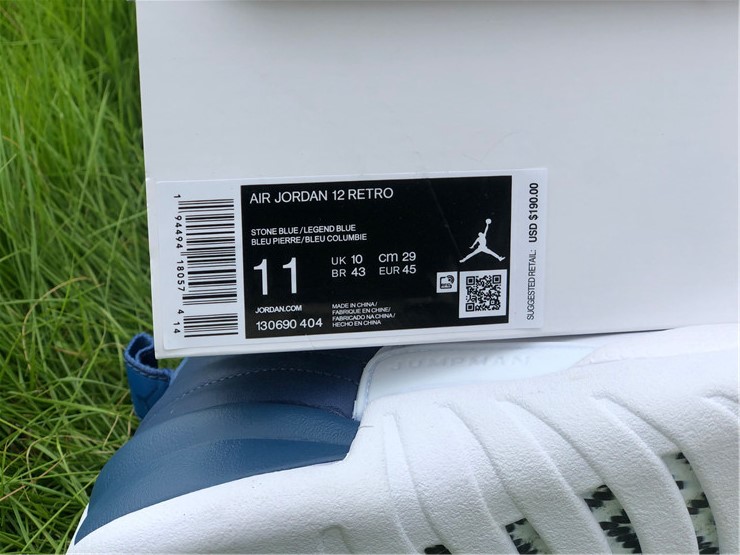 AIR JORDAN 12 RETRO
STONE BLUE/LEGEND BLUE
BLEU PIERRE/BLEU COLUMBIE
11
UK 10 cm 29
BR 43 EUR 45
JORDAN.COM
130690 404
MADE IN CHINA/
FABRIQUE EN CHINE/
FABRICADO NA CHINA/
HECHO EN CHINA
1 94494 18057 4 14
SUGGESTED RETAIL: USD $190.00
JORDAN